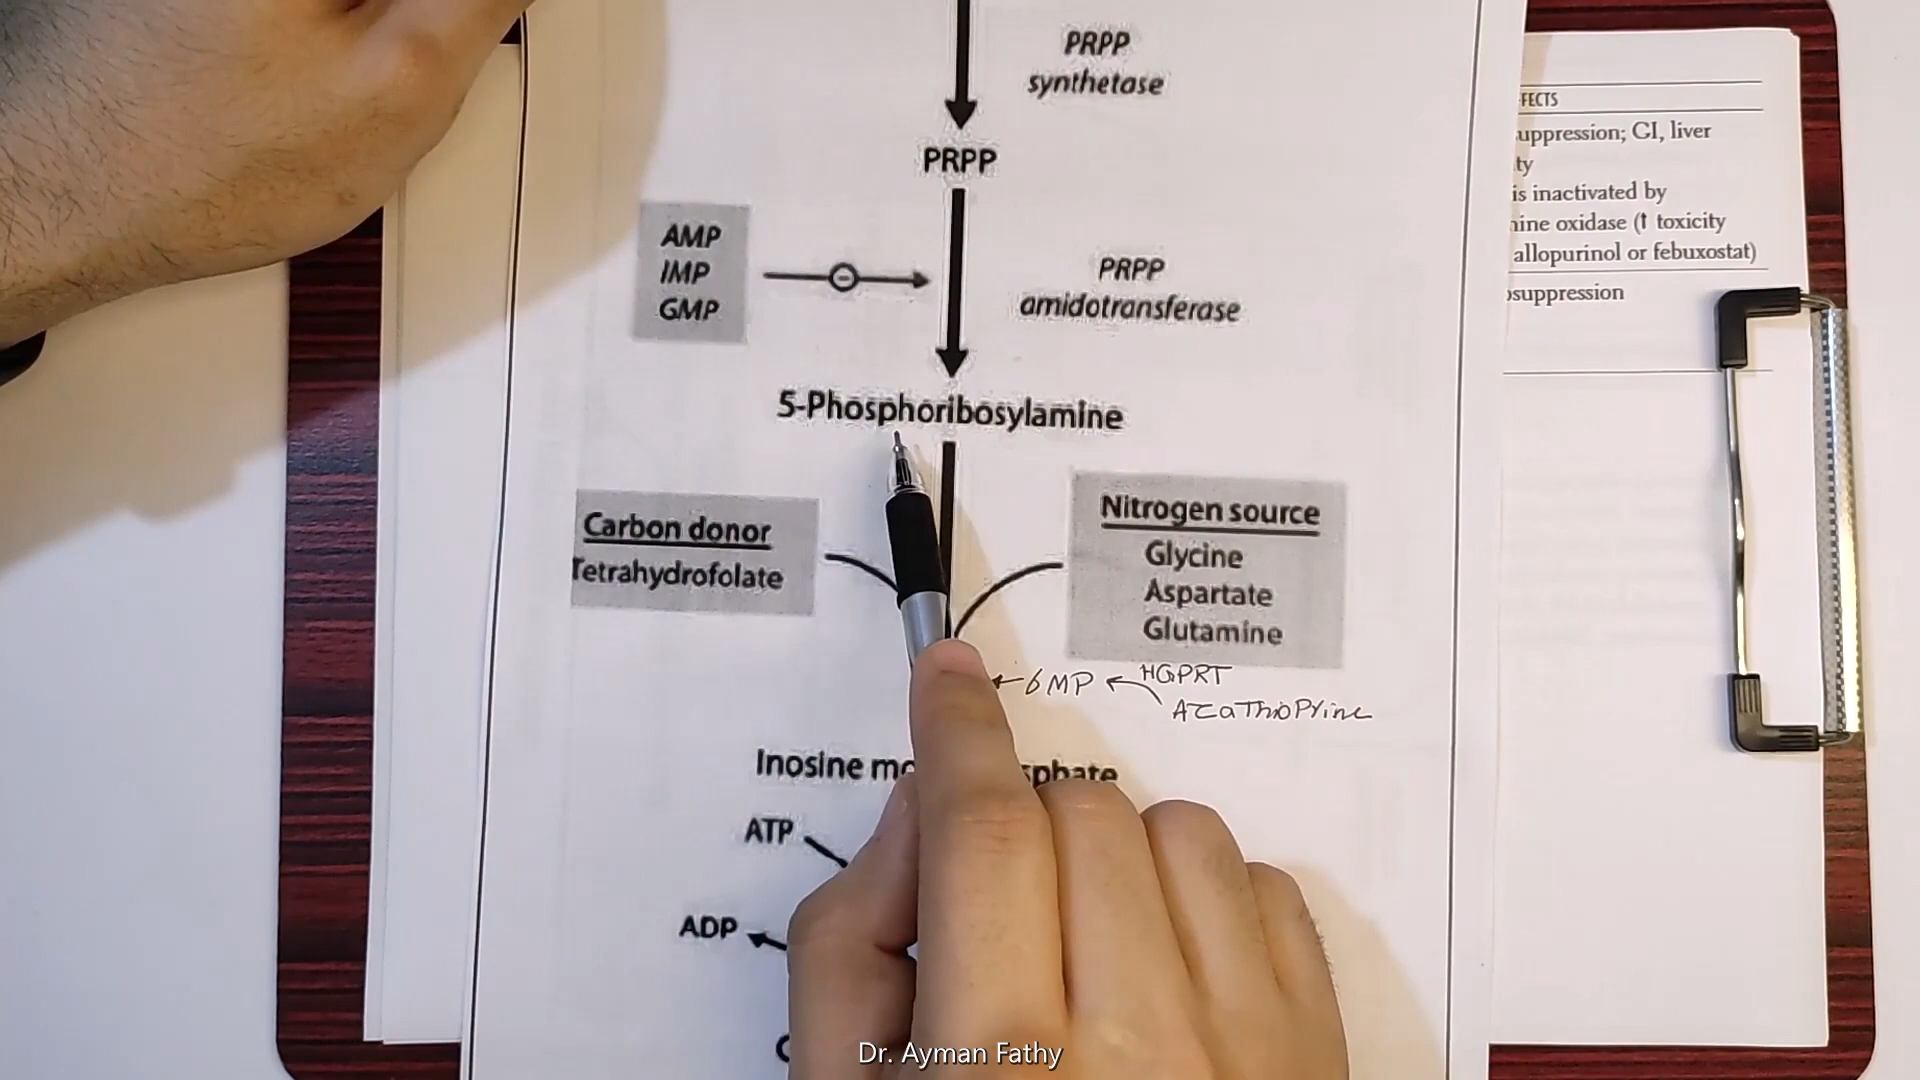 PRPP
synthetase
PRPP
AMP
IMP
GMP
PRPP
amidotransferase
5-Phosphoribosylamine
Carbon donor
Tetrahydrofolate
Nitrogen source
Glycine
Aspartate
Glutamine
6MP
HGPRT
AZaThioPrine
Inosine
ATP
ADP
FECTS
uppression; CI, liver
ty
is inactivated by
ine oxidase (↑ toxicity
allopurinol or febuxostat)
suppression
Dr. Ayman Fathy